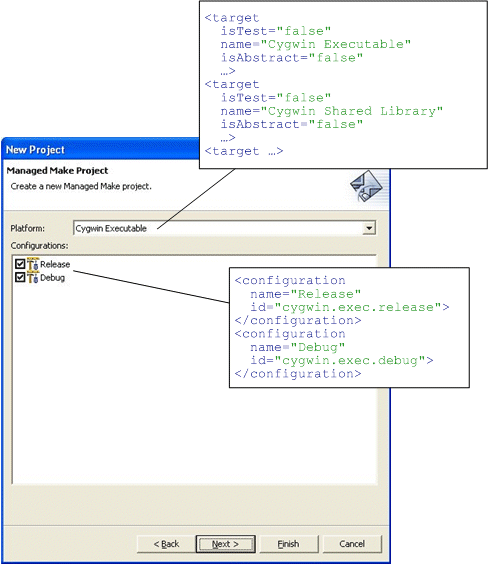 <target
isTest="false"
name="Cygwin Executable"
isAbstract="false"
…>
<target
isTest="false"
name="Cygwin Shared Library"
isAbstract="false"
…>
<target …>
New Project
Managed Make Project
Create a new Managed Make project.
Platform: Cygwin Executable
Configurations:
Release
Debug
<configuration
name="Release"
id="cygwin.exec.release">
</configuration>
<configuration
name="Debug"
id="cygwin.exec.debug">
</configuration>
< Back Next > Finish Cancel